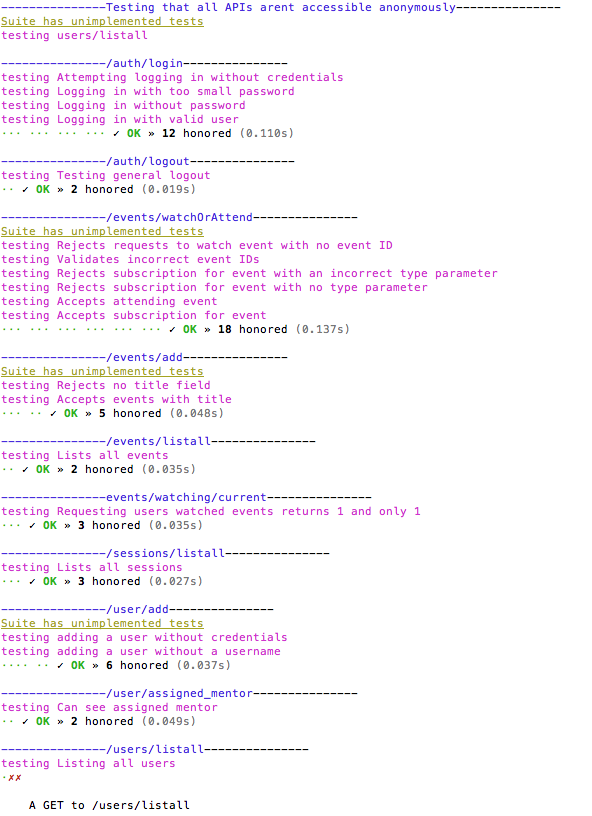 ---------------Testing that all APIs arent accessible anonymously---------------
Suite has unimplemented tests
testing users/listall
---------------/auth/login---------------
testing Attempting logging in without credentials
testing Logging in with too small password
testing Logging in without password
testing Logging in with valid user
··· ··· ··· ··· ✓ OK » 12 honored (0.110s)
---------------/auth/logout---------------
testing Testing general logout
·· ✓ OK » 2 honored (0.019s)
---------------/events/watchOrAttend---------------
Suite has unimplemented tests
testing Rejects requests to watch event with no event ID
testing Validates incorrect event IDs
testing Rejects subscription for event with an incorrect type parameter
testing Rejects subscription for event with no type parameter
testing Accepts attending event
testing Accepts subscription for event
··· ··· ··· ··· ··· ··· ✓ OK » 18 honored (0.137s)
---------------/events/add---------------
Suite has unimplemented tests
testing Rejects no title field
testing Accepts events with title
··· ·· ✓ OK » 5 honored (0.048s)
---------------/events/listall---------------
testing Lists all events
·· ✓ OK » 2 honored (0.035s)
---------------events/watching/current---------------
testing Requesting users watched events returns 1 and only 1
··· ✓ OK » 3 honored (0.035s)
---------------/sessions/listall---------------
testing Lists all sessions
··· ✓ OK » 3 honored (0.027s)
---------------/user/add---------------
Suite has unimplemented tests
testing adding a user without credentials
testing adding a user without a username
···· ·· ✓ OK » 6 honored (0.037s)
---------------/user/assigned_mentor---------------
testing Can see assigned mentor
·· ✓ OK » 2 honored (0.049s)
---------------/users/listall---------------
testing Listing all users
·✗✗
A GET to /users/listall